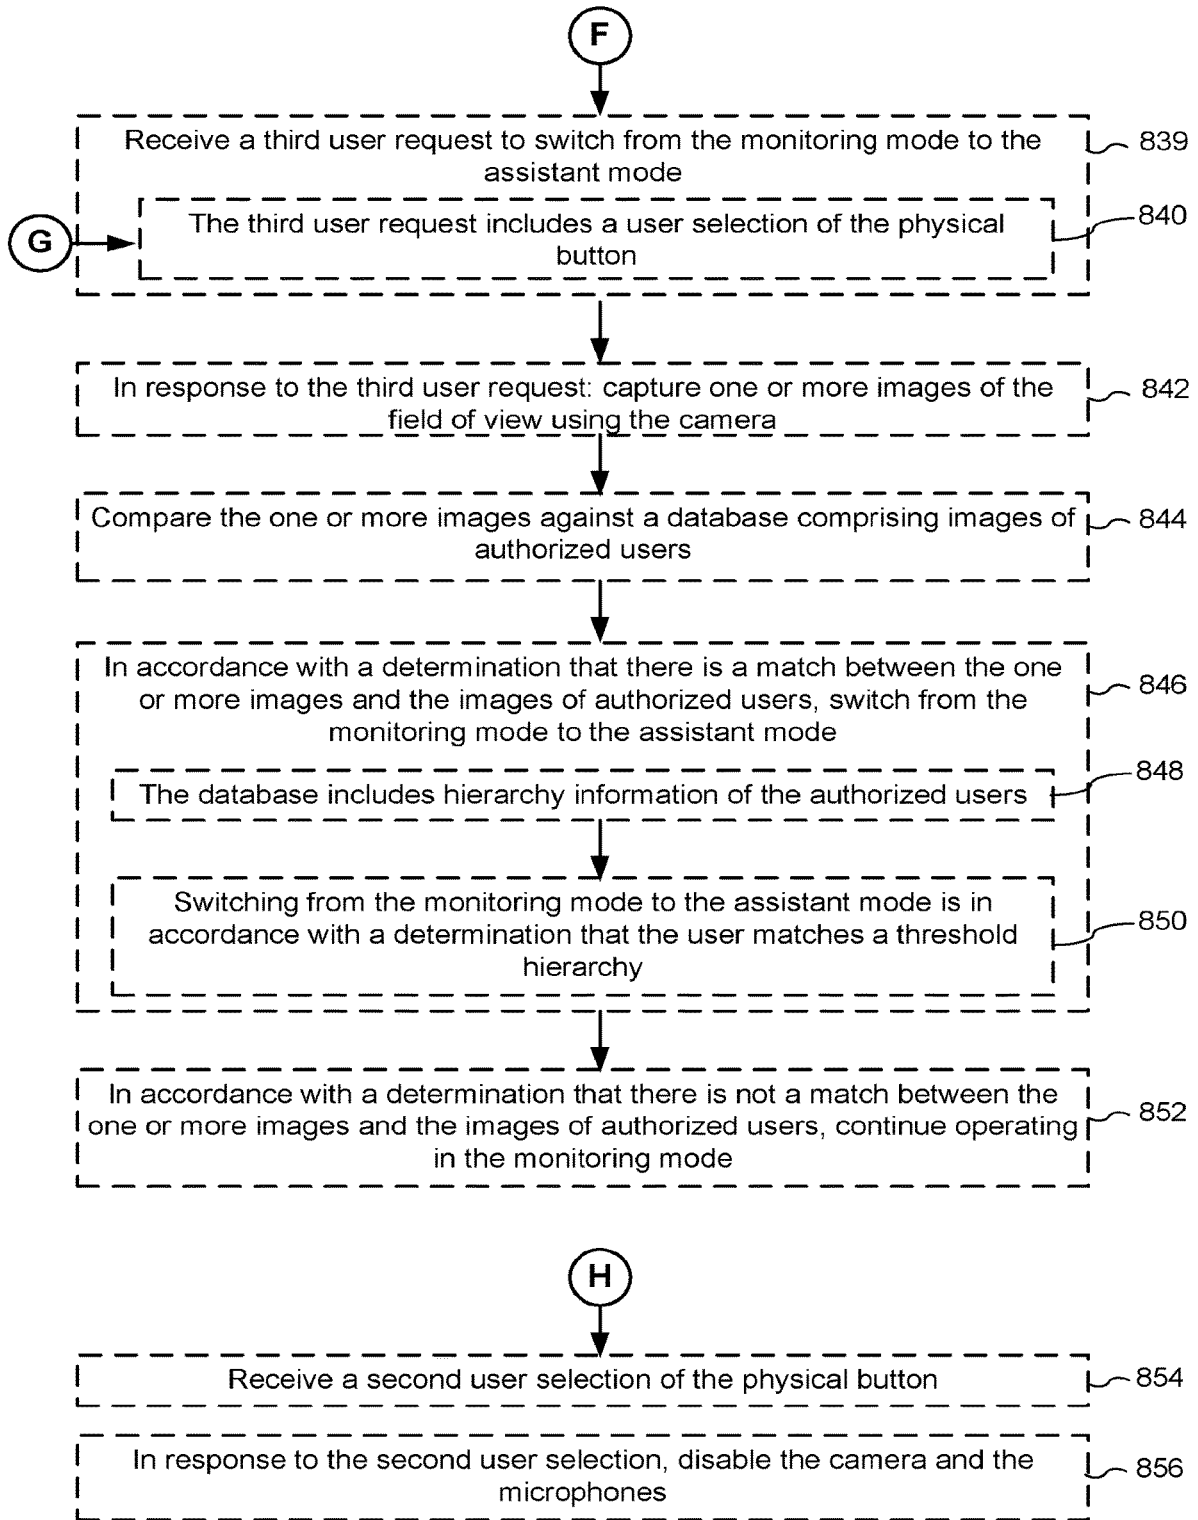 F
Receive a third user request to switch from the monitoring mode to the
assistant mode
839
G
The third user request includes a user selection of the physical
button
840
In response to the third user request: capture one or more images of the
field of view using the camera
842
Compare the one or more images against a database comprising images of
authorized users
844
In accordance with a determination that there is a match between the one
or more images and the images of authorized users, switch from the
monitoring mode to the assistant mode
846
The database includes hierarchy information of the authorized users
848
Switching from the monitoring mode to the assistant mode is in
accordance with a determination that the user matches a threshold
hierarchy
850
In accordance with a determination that there is not a match between the
one or more images and the images of authorized users, continue operating
in the monitoring mode
852
H
Receive a second user selection of the physical button
854
In response to the second user selection, disable the camera and the
microphones
856